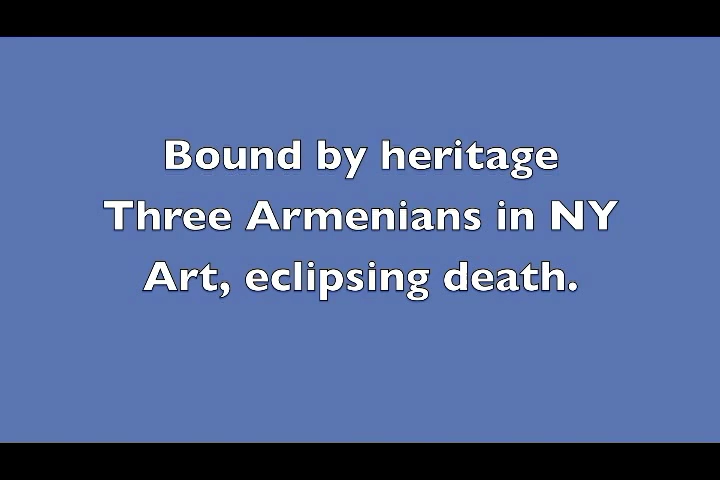 Bound by heritage
Three Armenians in NY
Art, eclipsing death.